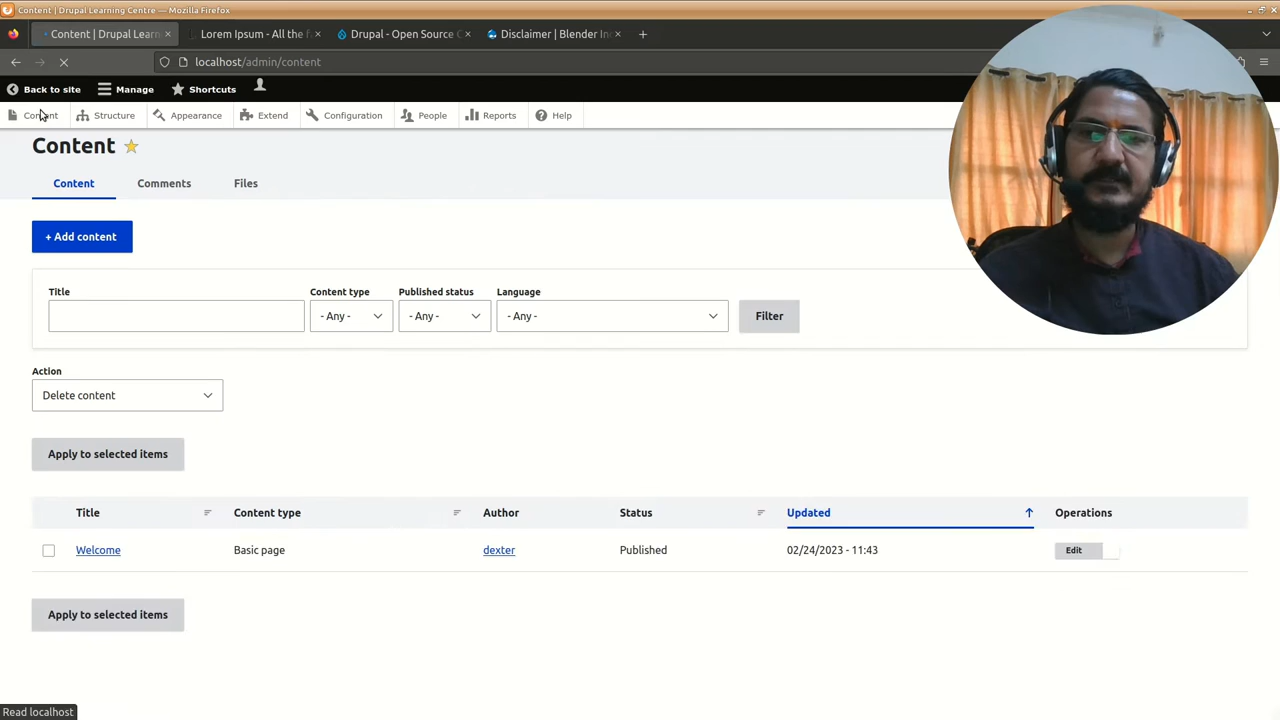 Content | Drupal Learning Centre — Mozilla Firefox
Content | Drupal Learn
Lorem Ipsum - All the f
Drupal - Open Source C
Disclaimer | Blender Inc
localhost/admin/content
Back to site Manage Shortcuts
Content Structure Appearance Extend Configuration People Reports Help
Content
Content Comments Files
+ Add content
Title Content type Published status Language
- Any - - Any - - Any - Filter
Action
Delete content
Apply to selected items
Title Content type Author Status Updated Operations
Welcome Basic page dexter Published 02/24/2023 - 11:43 Edit
Apply to selected items
Read localhost